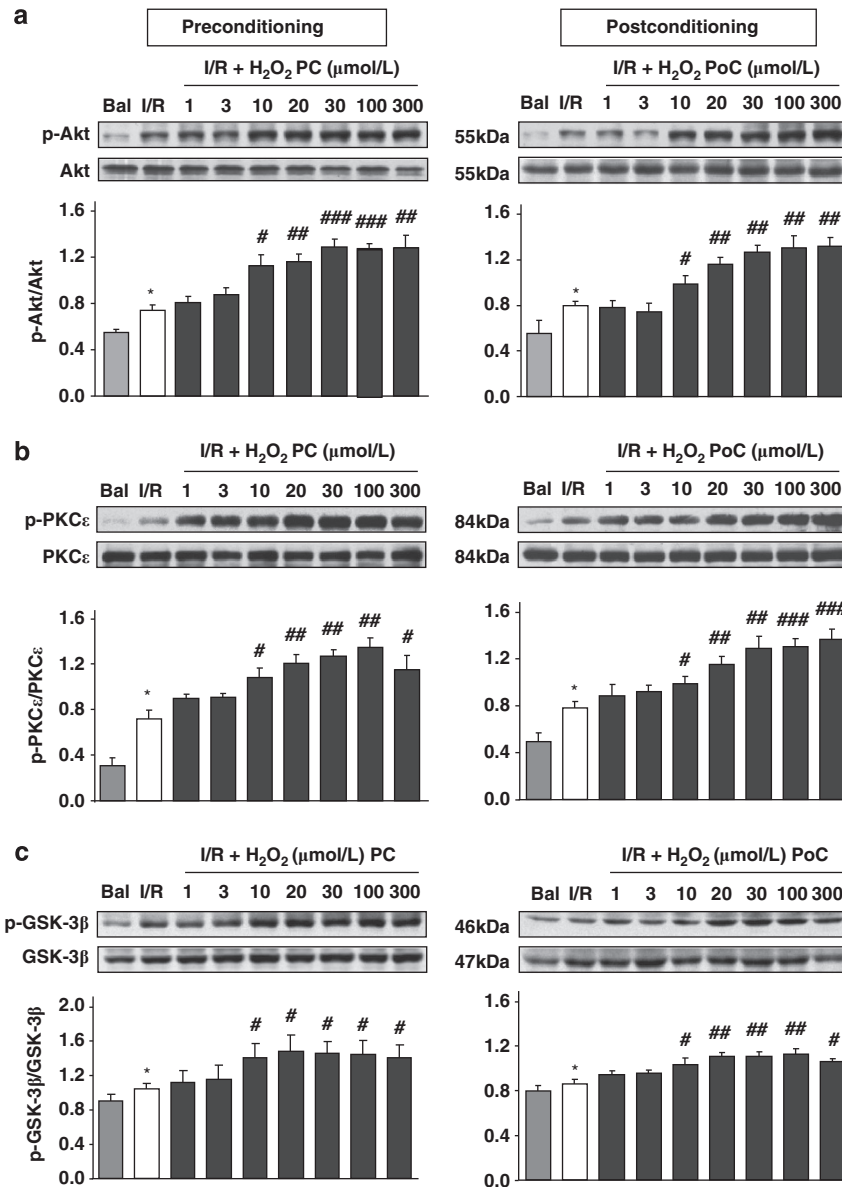 a
Preconditioning
Postconditioning
I/R + H₂O₂ PC (μmol/L)
Bal I/R 1 3 10 20 30 100 300
p-Akt
Akt
1.6
1.2
0.8
0.4
0.0
p-Akt/Akt
* # ## ### ### ##
I/R + H₂O₂ PoC (μmol/L)
Bal I/R 1 3 10 20 30 100 300
55kDa
55kDa
1.6
1.2
0.8
0.4
0.0
* # ## ## ## ##
b
I/R + H₂O₂ PC (μmol/L)
Bal I/R 1 3 10 20 30 100 300
p-PKCε
PKCε
1.6
1.2
0.8
0.4
0.0
p-PKCε/PKCε
* # ## ## ## #
I/R + H₂O₂ PoC (μmol/L)
Bal I/R 1 3 10 20 30 100 300
84kDa
84kDa
1.6
1.2
0.8
0.4
0.0
* # ## ## ### ###
c
I/R + H₂O₂ (μmol/L) PC
Bal I/R 1 3 10 20 30 100 300
p-GSK-3β
GSK-3β
2.0
1.6
1.2
0.8
0.4
0.0
p-GSK-3β/GSK-3β
* # # # # #
I/R + H₂O₂ (μmol/L) PoC
Bal I/R 1 3 10 20 30 100 300
46kDa
47kDa
1.6
1.2
0.8
0.4
0.0
* # ## ## ## #